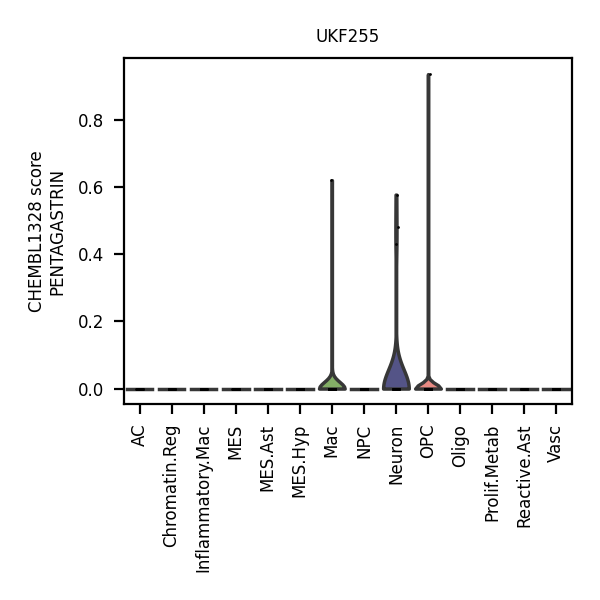 UKF255
CHEMBL1328 score
PENTAGASTRIN
0.8
0.6
0.4
0.2
0.0
AC
Chromatin.Reg
Inflammatory.Mac
MES
MES.Ast
MES.Hyp
Mac
NPC
Neuron
OPC
Oligo
Prolif.Metab
Reactive.Ast
Vasc